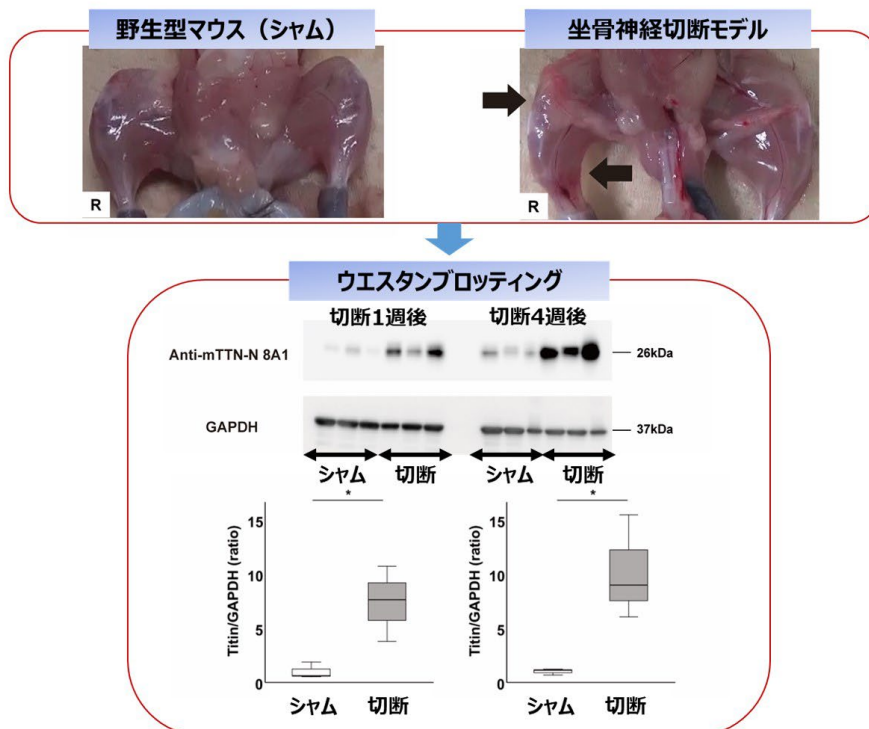 野生型マウス（シャム）
坐骨神経切断モデル
R
R
ウエスタンブロッティング
切断1週後
切断4週後
Anti-mTTN-N 8A1
26kDa
GAPDH
37kDa
シャム
切断
シャム
切断
*
*
Titin/GAPDH (ratio)
15
10
5
0
シャム
切断
Titin/GAPDH (ratio)
15
10
5
0
シャム
切断